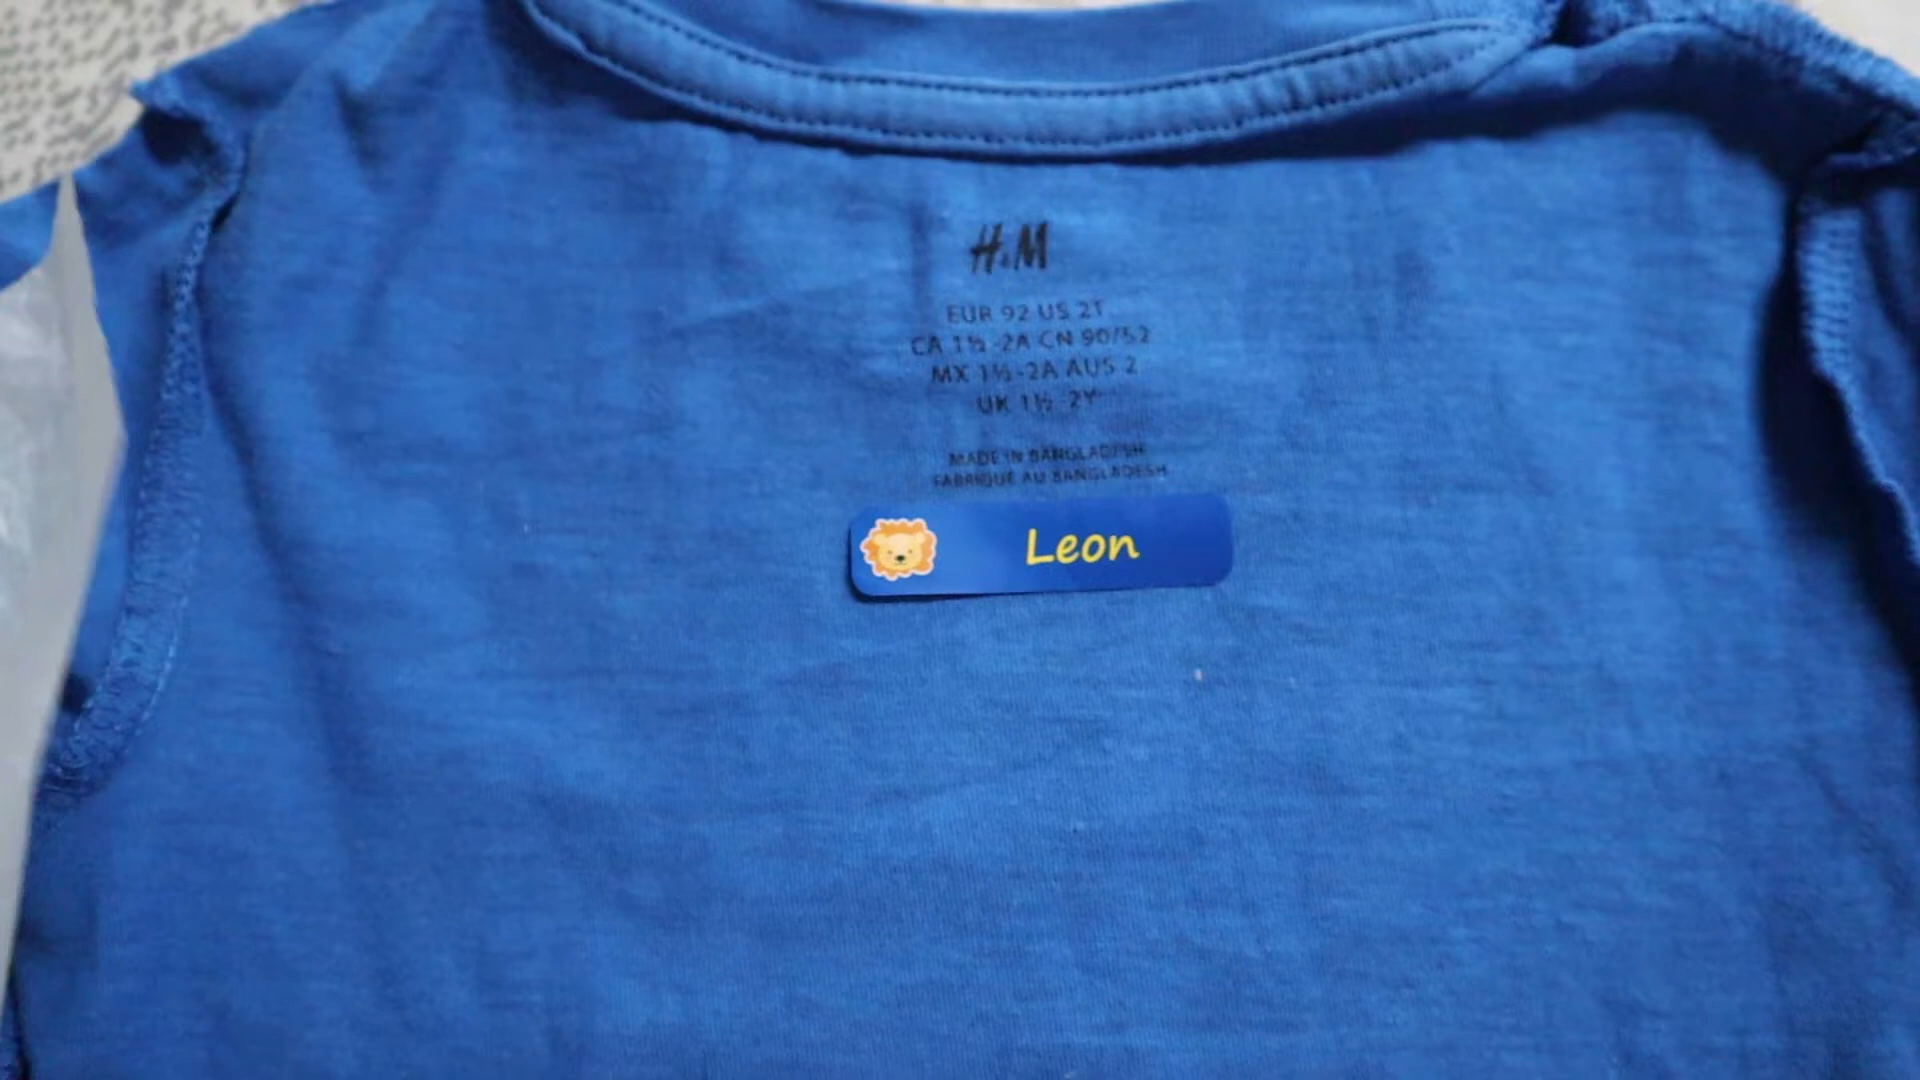 H&M
EUR 92 US 2T
CA 1½-2A CN 90/52
MX 1½-2A AUS 2
UK 1½-2Y
MADE IN BANGLADESH
FABRIQUÉ AU BANGLADESH
Leon